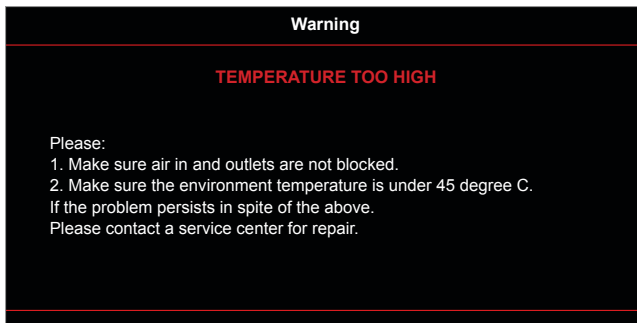 Warning
TEMPERATURE TOO HIGH
Please:
1. Make sure air in and outlets are not blocked.
2. Make sure the environment temperature is under 45 degree C.
If the problem persists in spite of the above.
Please contact a service center for repair.